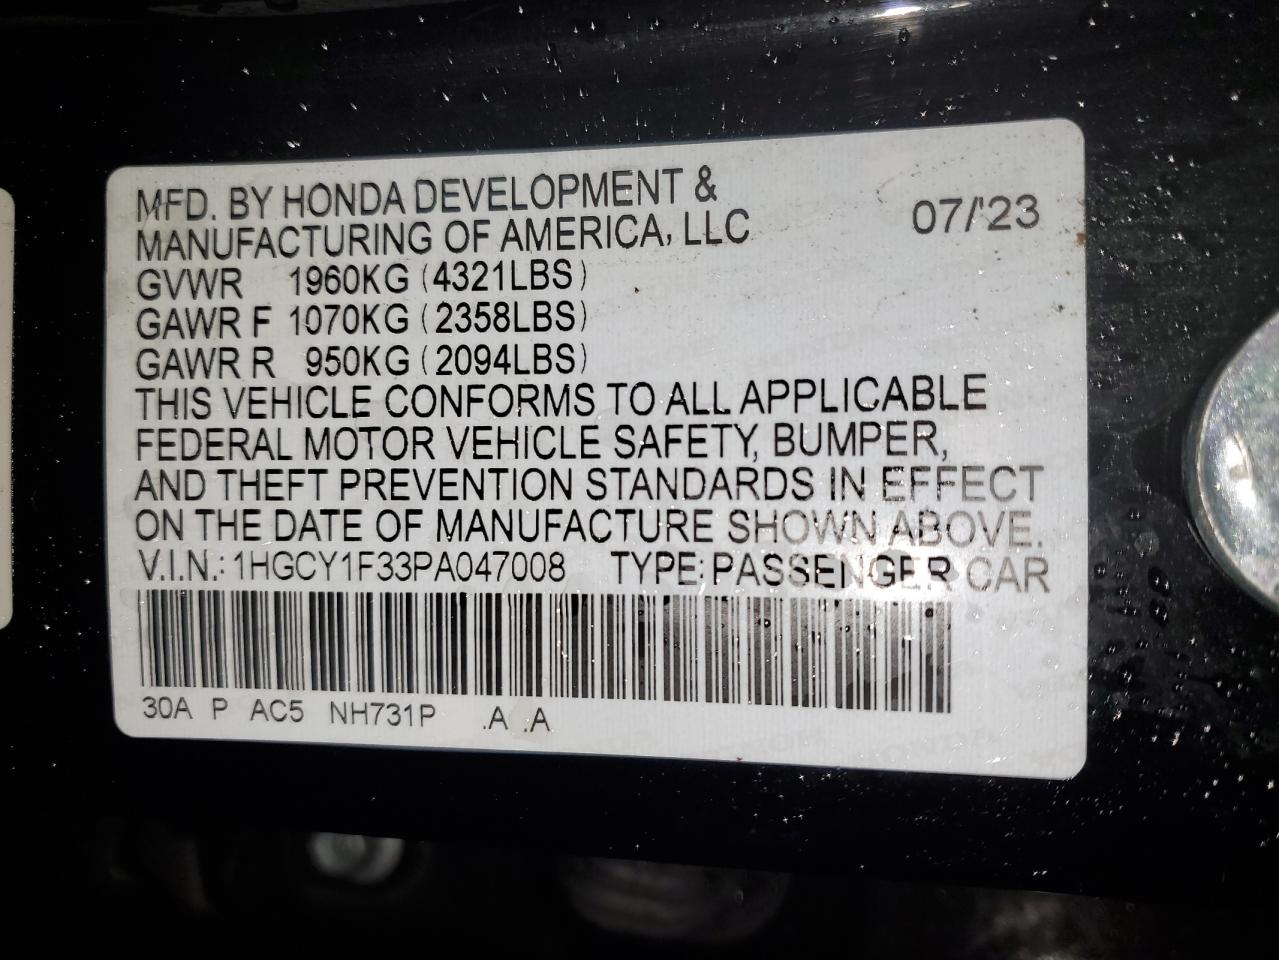 MFD. BY HONDA DEVELOPMENT &
MANUFACTURING OF AMERICA, LLC
07/'23
GVWR 1960KG (4321LBS)
GAWR F 1070KG (2358LBS)
GAWR R 950KG (2094LBS)
THIS VEHICLE CONFORMS TO ALL APPLICABLE
FEDERAL MOTOR VEHICLE SAFETY, BUMPER,
AND THEFT PREVENTION STANDARDS IN EFFECT
ON THE DATE OF MANUFACTURE SHOWN ABOVE.
V.I.N.: 1HGCY1F33PA047008 TYPE: PASSENGER CAR
30A P AC5 NH731P .A .A